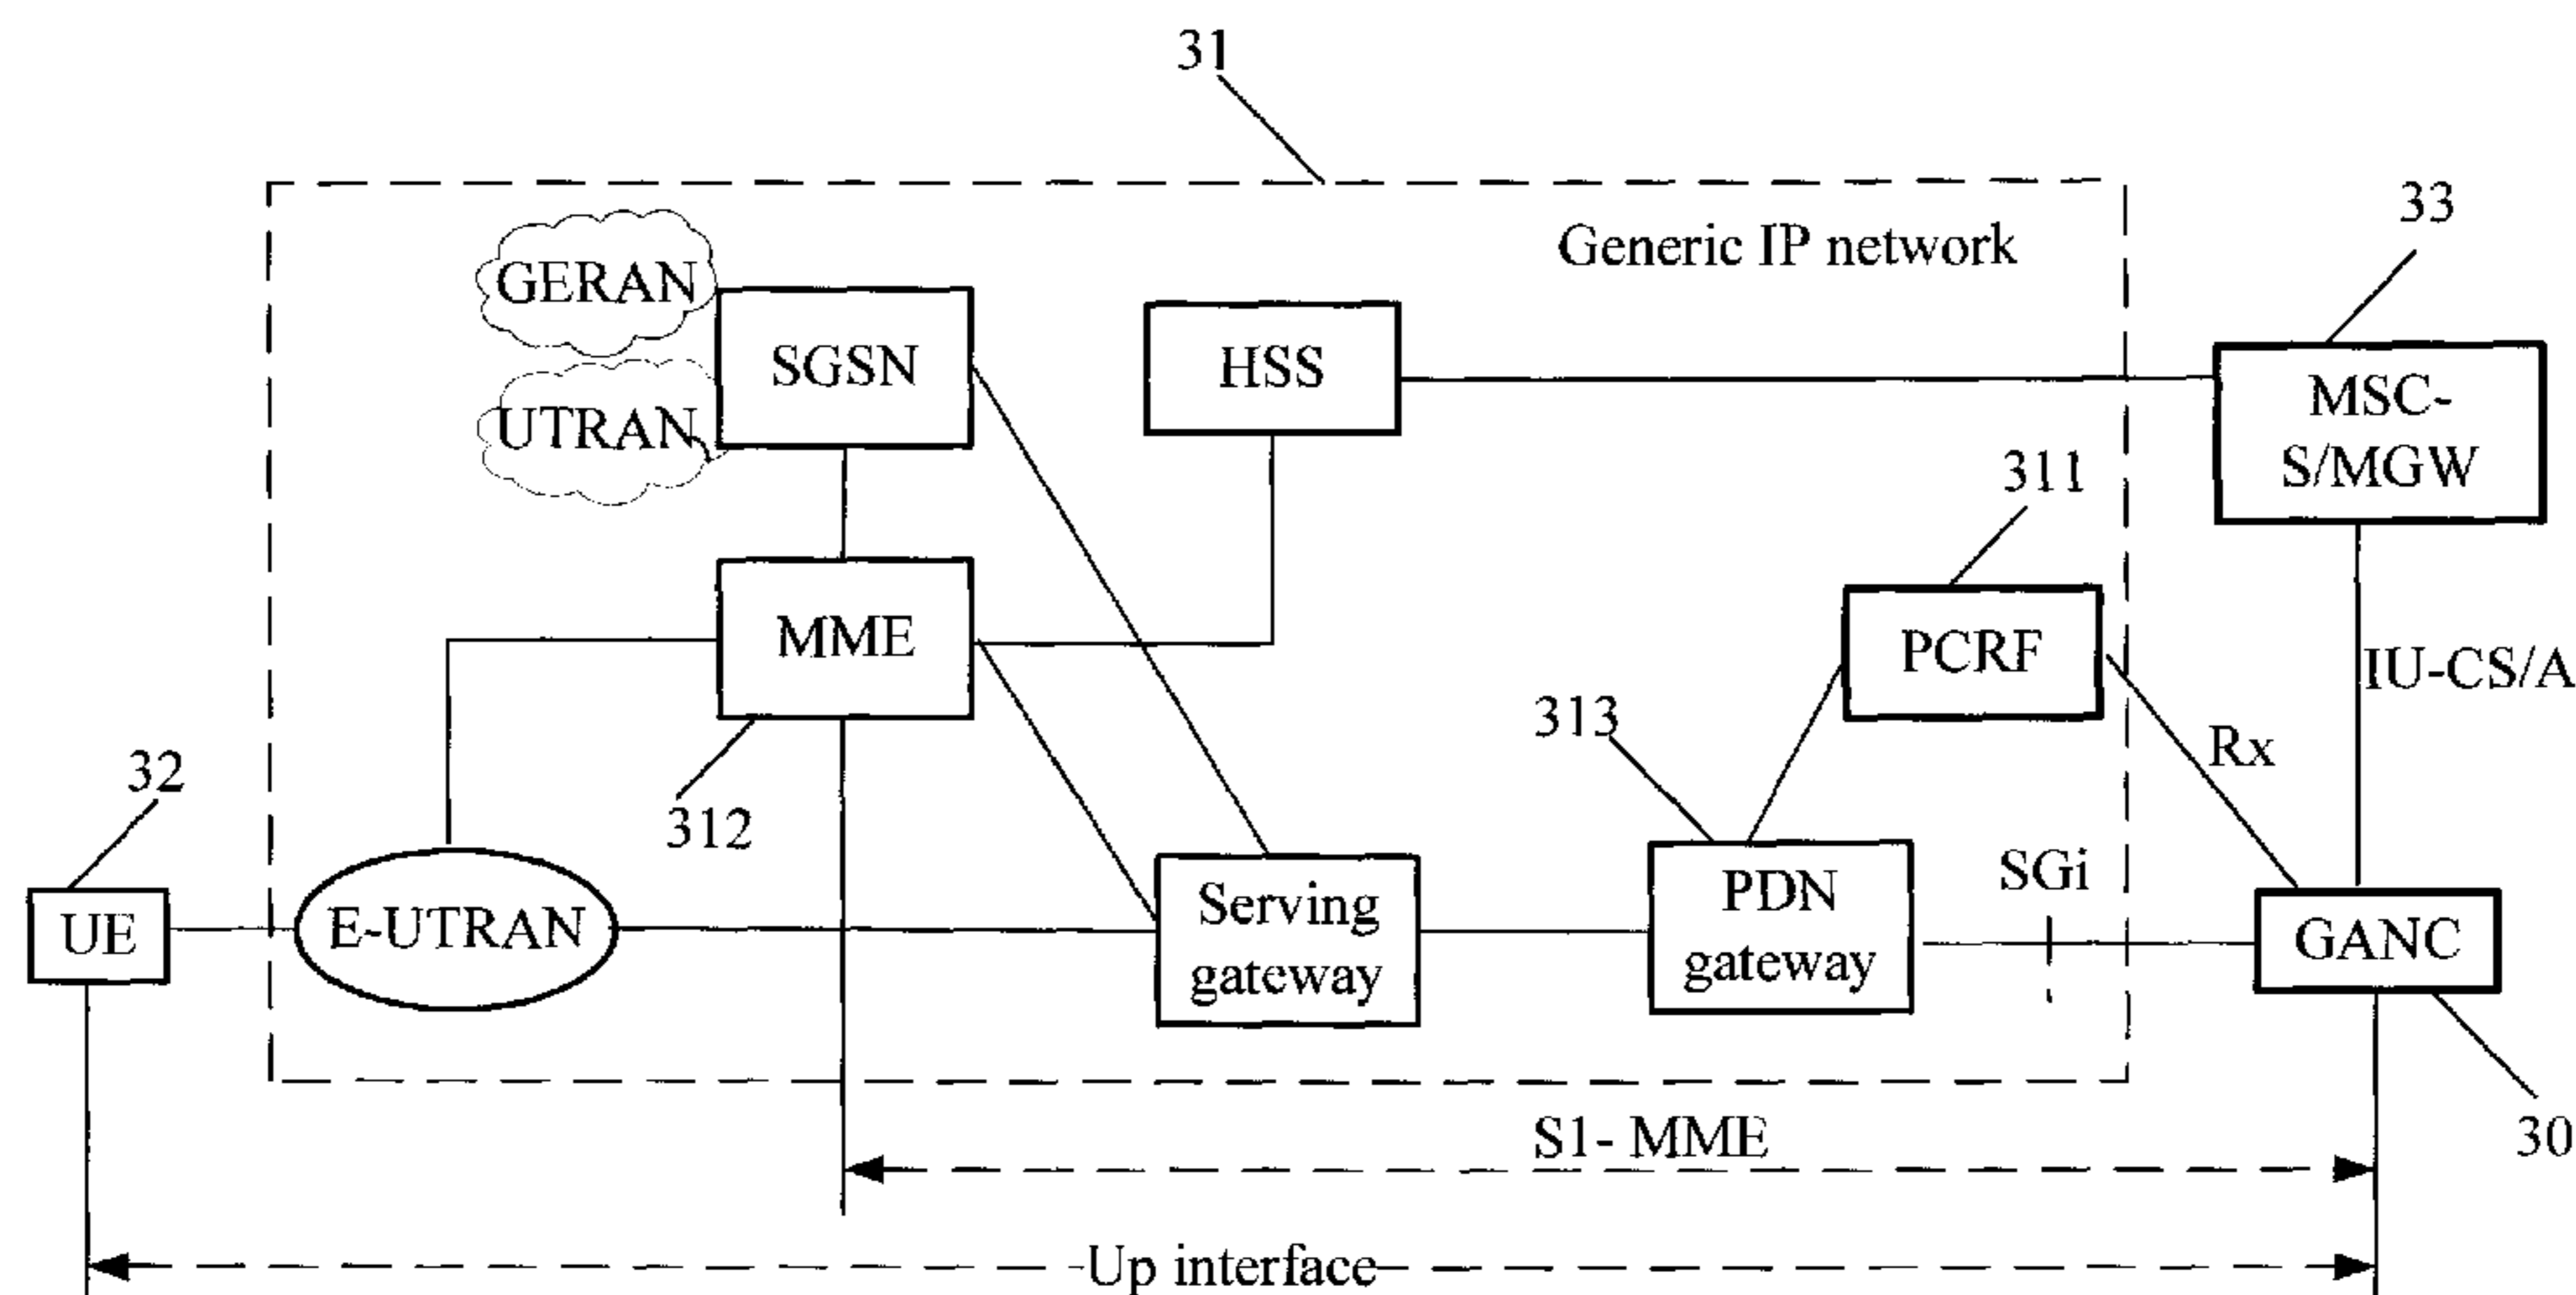 31
33
Generic IP network
GERAN
SGSN
HSS
MSC-
S/MGW
UTRAN
311
MME
PCRF
IU-CS/A
313
Rx
32
312
SGi
UE
E-UTRAN
Serving
gateway
PDN
gateway
GANC
S1- MME
30
Up interface